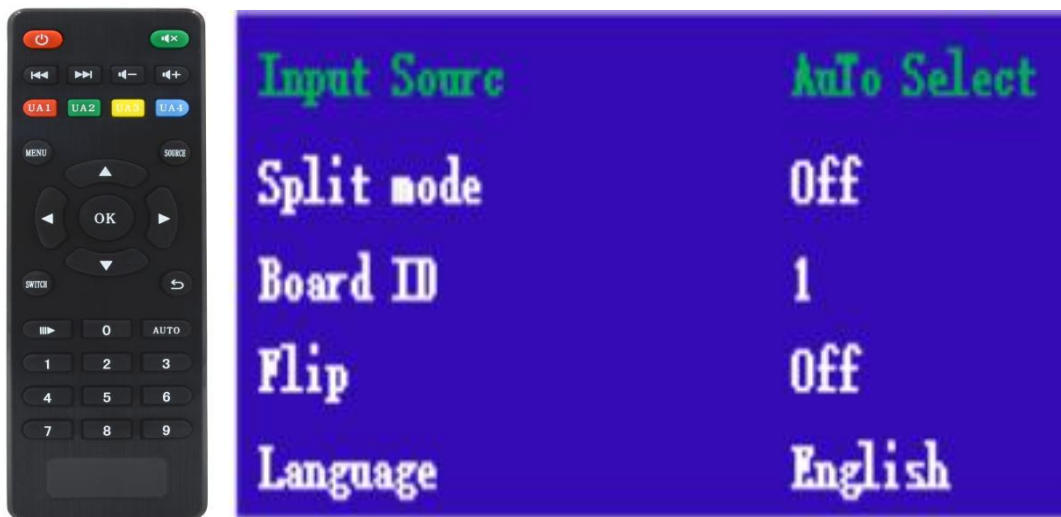 UA1 UA2 UA3 UA4
MENU SOURCE
OK
SWITCH
0 AUTO
1 2 3
4 5 6
7 8 9
Input Sourc AuTo Select
Split mode Off
Board ID 1
Flip Off
Language English